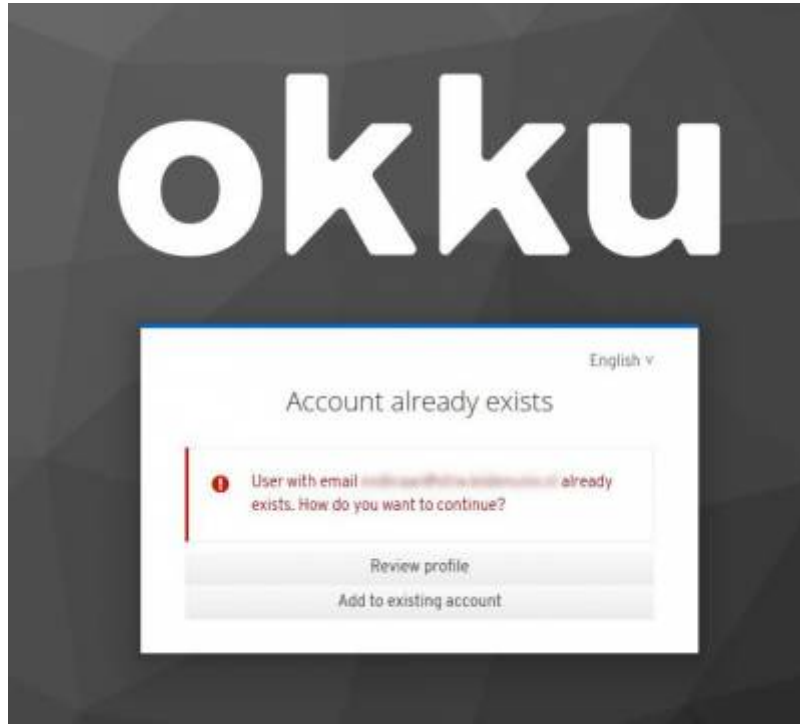 okku
English
Account already exists
User with email already
exists. How do you want to continue?
Review profile
Add to existing account